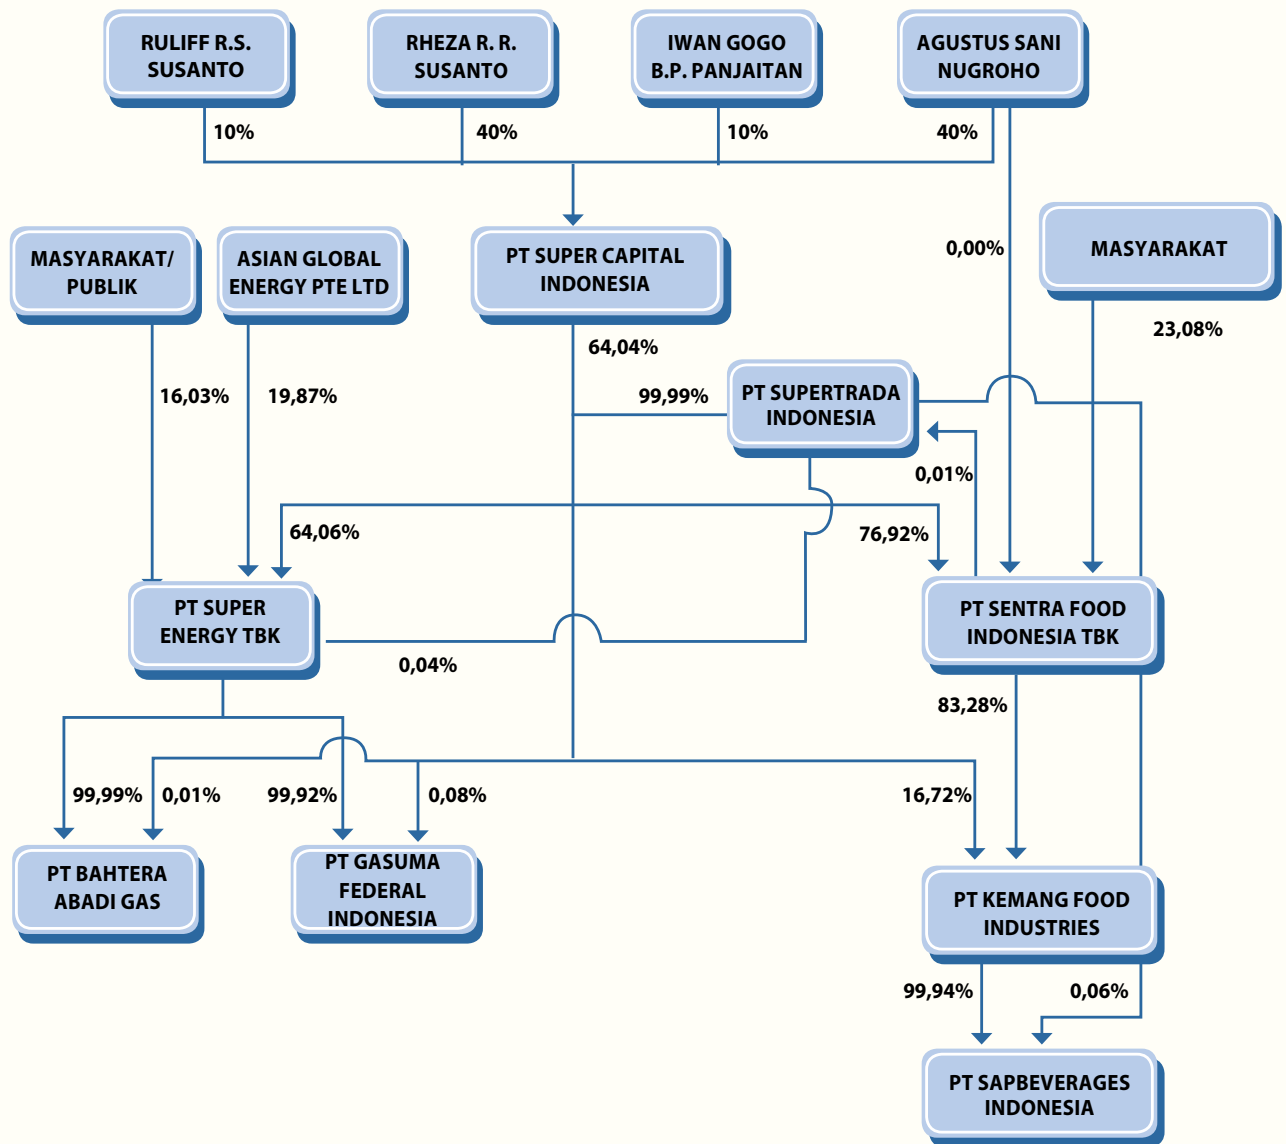 RULIFF R.S.
SUSANTO
RHEZA R. R.
SUSANTO
IWAN GOGO
B.P. PANJAITAN
AGUSTUS SANI
NUGROHO
10%
40%
10%
40%
MASYARAKAT/
PUBLIK
ASIAN GLOBAL
ENERGY PTE LTD
PT SUPER CAPITAL
INDONESIA
0,00%
MASYARAKAT
23,08%
64,04%
16,03%
19,87%
99,99%
PT SUPERTRADA
INDONESIA
0,01%
64,06%
76,92%
PT SUPER
ENERGY TBK
PT SENTRA FOOD
INDONESIA TBK
0,04%
83,28%
99,99%
0,01%
99,92%
0,08%
16,72%
PT BAHTERA
ABADI GAS
PT GASUMA
FEDERAL
INDONESIA
PT KEMANG FOOD
INDUSTRIES
99,94%
0,06%
PT SAPBEVERAGES
INDONESIA